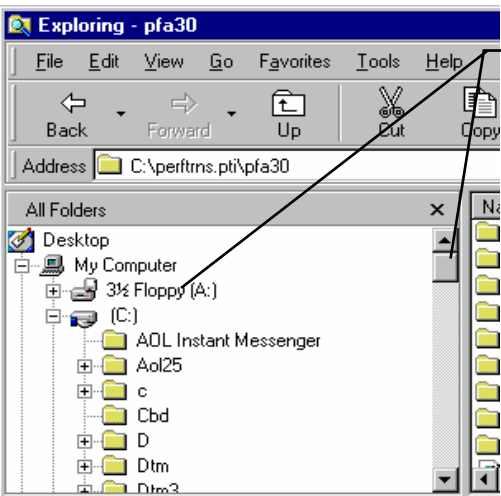 Exploring - pfa30
File Edit View Go Favorites Tools Help
Back Forward Up Cut Copy
Address C:\perftrns.pti\pfa30
All Folders
Desktop
My Computer
3½ Floppy (A:)
(C:)
AOL Instant Messenger
Aol25
c
Cbd
D
Dtm
Dtm3